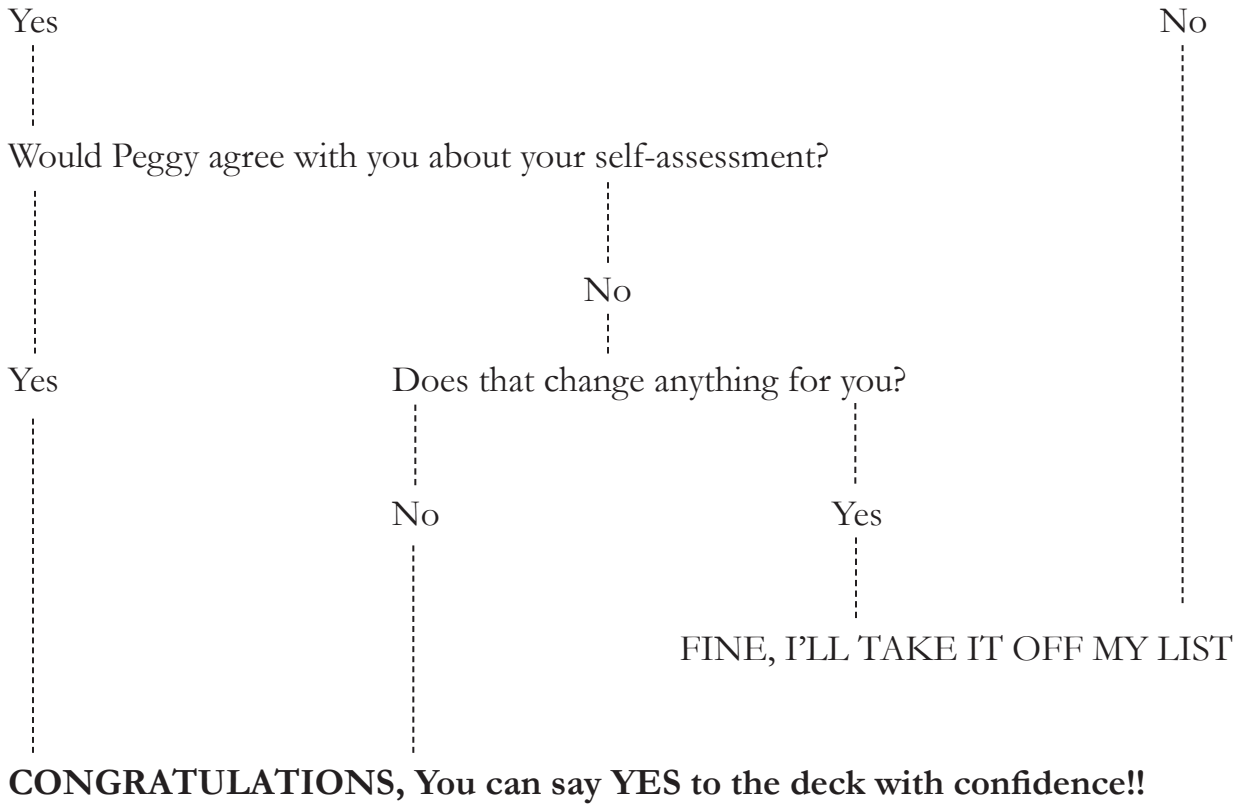 Yes No
Would Peggy agree with you about your self-assessment?
No
Yes Does that change anything for you?
No Yes
FINE, I’LL TAKE IT OFF MY LIST
CONGRATULATIONS, You can say YES to the deck with confidence!!